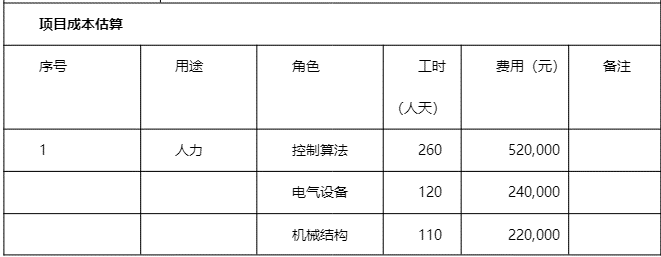 项目成本估算
序号 用途 角色 工时 费用（元） 备注
（人天）
1 人力 控制算法 260 520,000
电气设备 120 240,000
机械结构 110 220,000